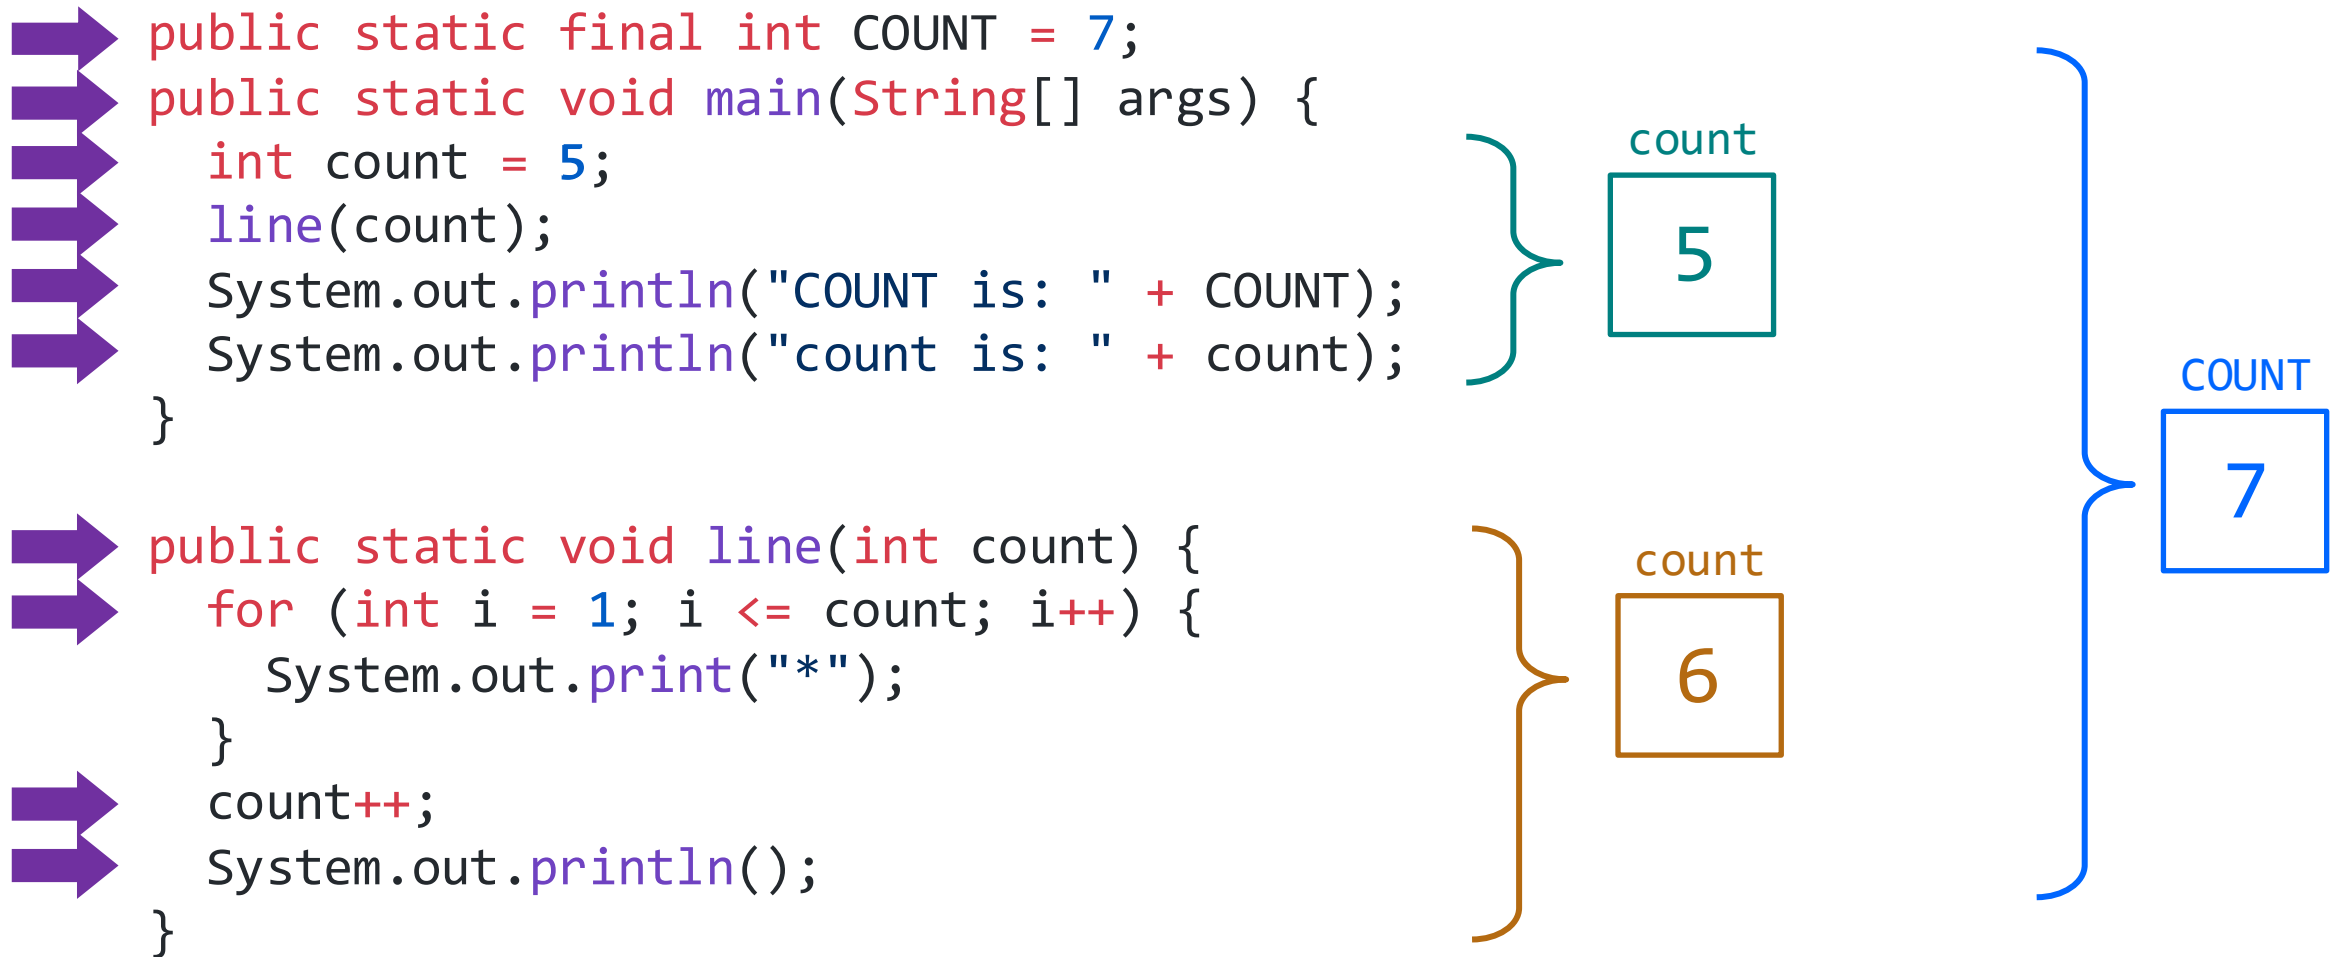 public static final int COUNT = 7;
public static void main(String[] args) {
  int count = 5;
  line(count);
  System.out.println("COUNT is: " + COUNT);
  System.out.println("count is: " + count);
}
public static void line(int count) {
  for (int i = 1; i <= count; i++) {
    System.out.print("*");
  }
  count++;
  System.out.println();
}
count
5
count
6
COUNT
7